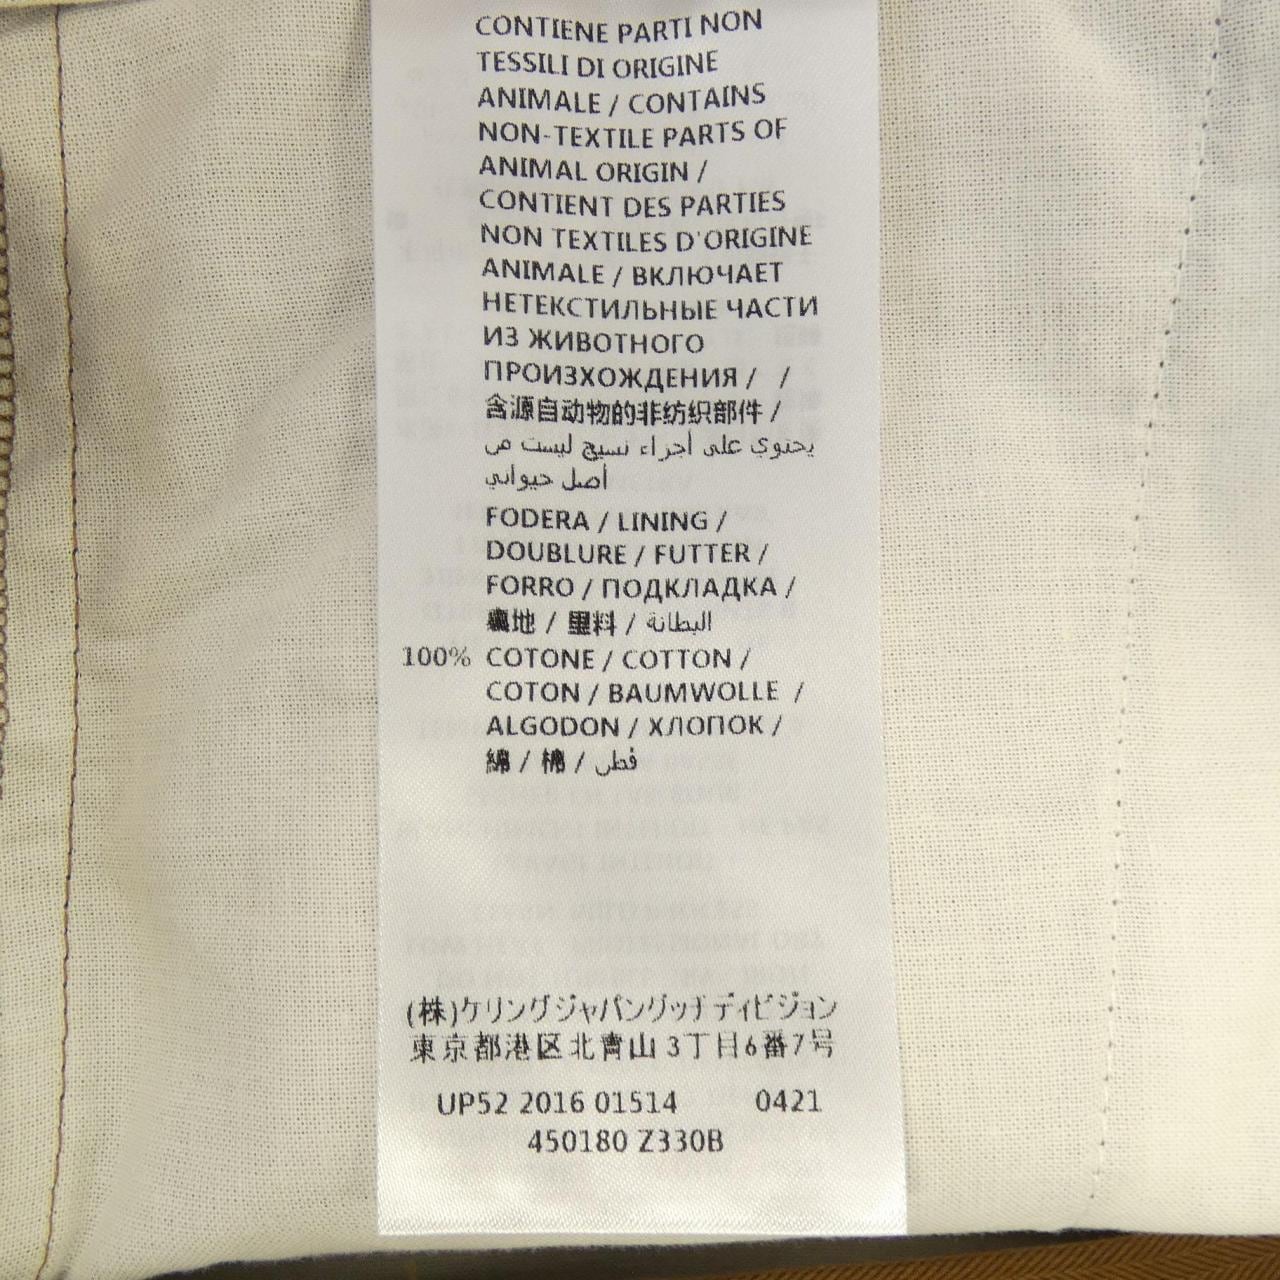 CONTIENE PARTI NON
TESSILI DI ORIGINE
ANIMALE / CONTAINS
NON-TEXTILE PARTS OF
ANIMAL ORIGIN /
CONTIENT DES PARTIES
NON TEXTILES D'ORIGINE
ANIMALE / ВКЛЮЧАЕТ
НЕТЕКСТИЛЬНЫЕ ЧАСТИ
ИЗ ЖИВОТНОГО
ПРОИЗХОЖДЕНИЯ / /
含源自动物的非纺织部件 /
يحتوي على أجزاء نسيج ليست من
أصل حيواني
FODERA / LINING /
DOUBLURE / FUTTER /
FORRO / ПОДКЛАДКА /
裏地 / 里料 / البطانة
100% COTONE / COTTON /
COTON / BAUMWOLLE /
ALGODON / ХЛОПОК /
綿 / 棉 / قطن
(株)ケリングジャパングッチ ディビジョン
東京都港区北青山 3丁目6番7号
UP52 2016 01514 0421
450180 Z330B